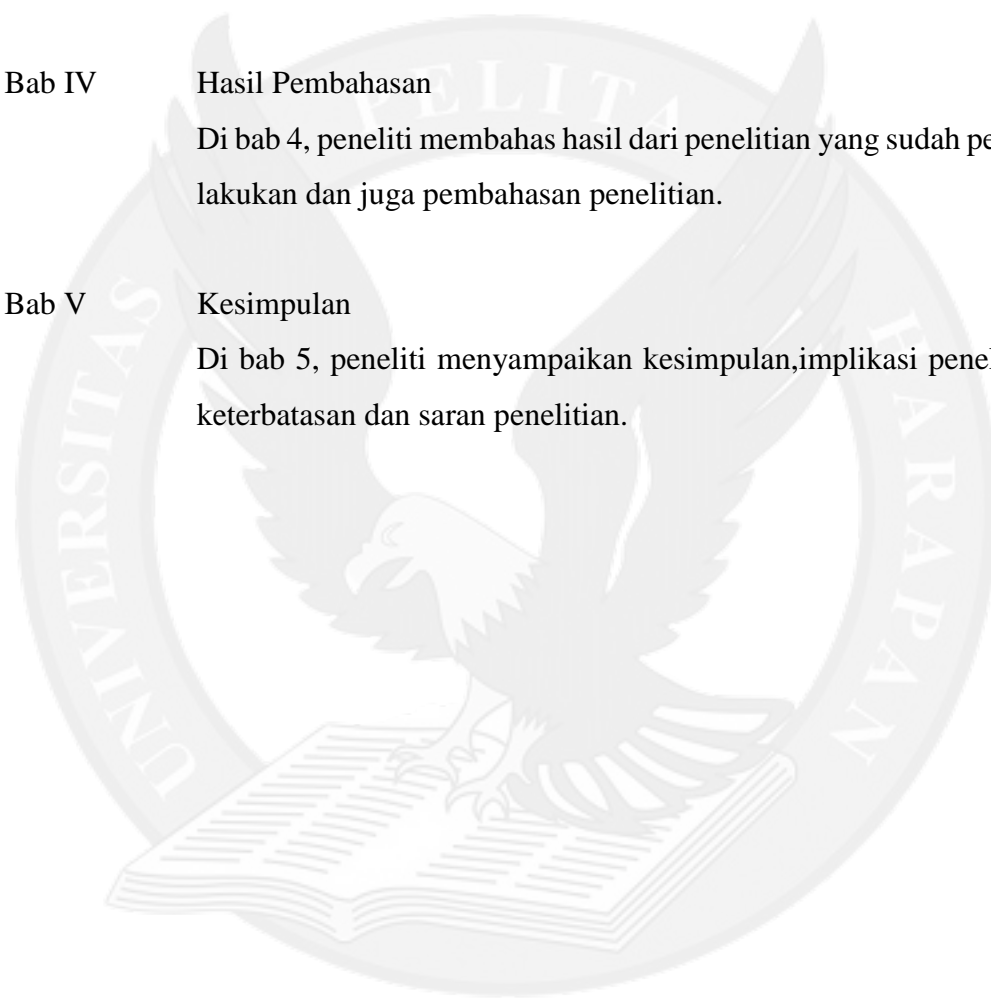 Bab IV Hasil Pembahasan
Di bab 4, peneliti membahas hasil dari penelitian yang sudah pe
lakukan dan juga pembahasan penelitian.
Bab V Kesimpulan
Di bab 5, peneliti menyampaikan kesimpulan,implikasi pene
keterbatasan dan saran penelitian.
UNIVERSITAS PELITA HARAPAN